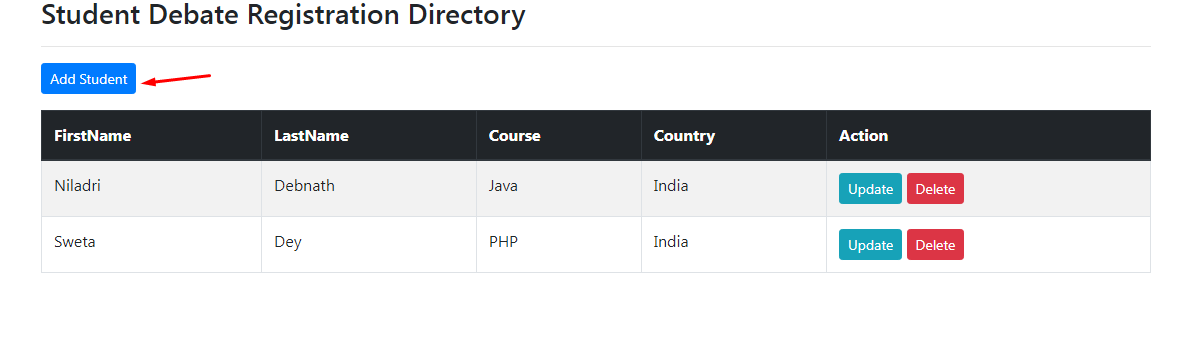 Student Debate Registration Directory
Add Student
FirstName LastName Course Country Action
Niladri Debnath Java India Update Delete
Sweta Dey PHP India Update Delete